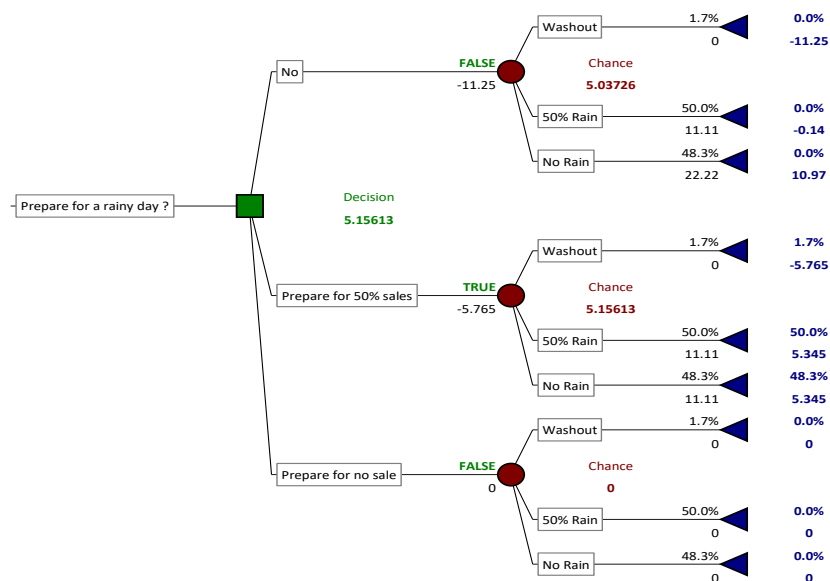 Washout 1.7% 0.0%
0 -11.25
FALSE Chance
No
-11.25 5.03726
50% Rain 50.0% 0.0%
11.11 -0.14
No Rain 48.3% 0.0%
22.22 10.97
Decision
Prepare for a rainy day ?
5.15613
Washout 1.7% 1.7%
0 -5.765
TRUE Chance
Prepare for 50% sales
-5.765 5.15613
50% Rain 50.0% 50.0%
11.11 5.345
No Rain 48.3% 48.3%
11.11 5.345
Washout 1.7% 0.0%
0 0
FALSE Chance
Prepare for no sale
0 0
50% Rain 50.0% 0.0%
0 0
No Rain 48.3% 0.0%
0 0